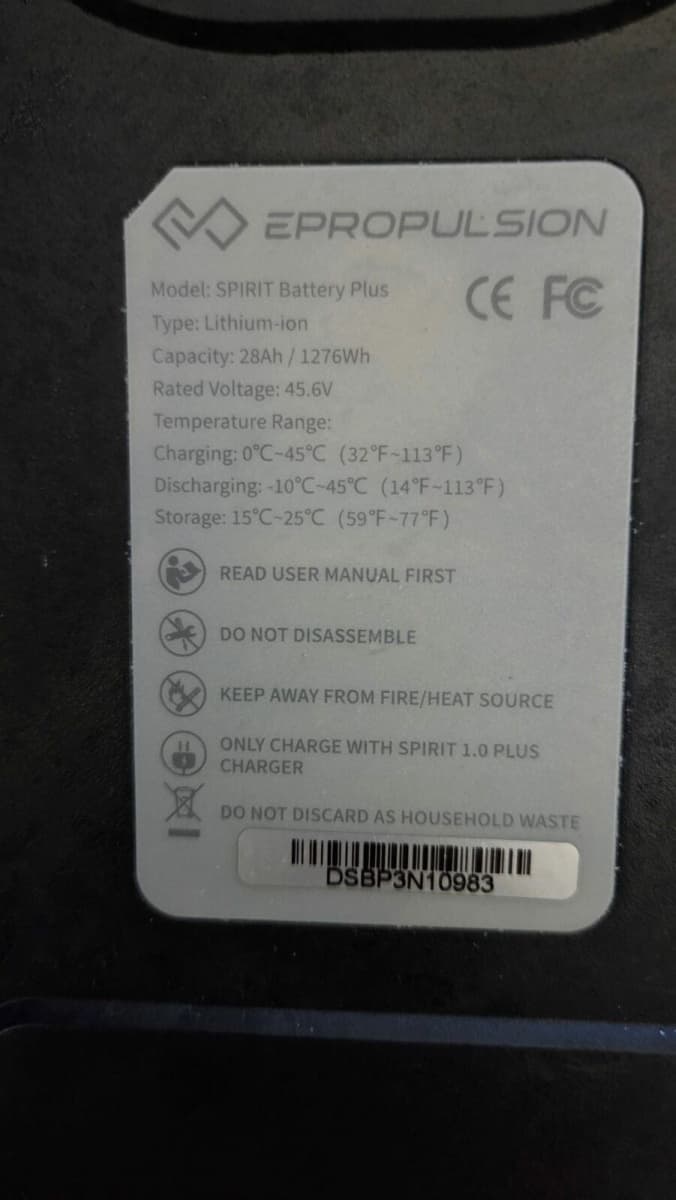 EPROPULSION
Model: SPIRIT Battery Plus
CE FC
Type: Lithium-ion
Capacity: 28Ah / 1276Wh
Rated Voltage: 45.6V
Temperature Range:
Charging: 0℃~45℃ (32℉~113℉)
Discharging: -10℃~45℃ (14℉~113℉)
Storage: 15℃~25℃ (59℉~77℉)
READ USER MANUAL FIRST
DO NOT DISASSEMBLE
KEEP AWAY FROM FIRE/HEAT SOURCE
ONLY CHARGE WITH SPIRIT 1.0 PLUS
CHARGER
DO NOT DISCARD AS HOUSEHOLD WASTE
DSBP3N10983